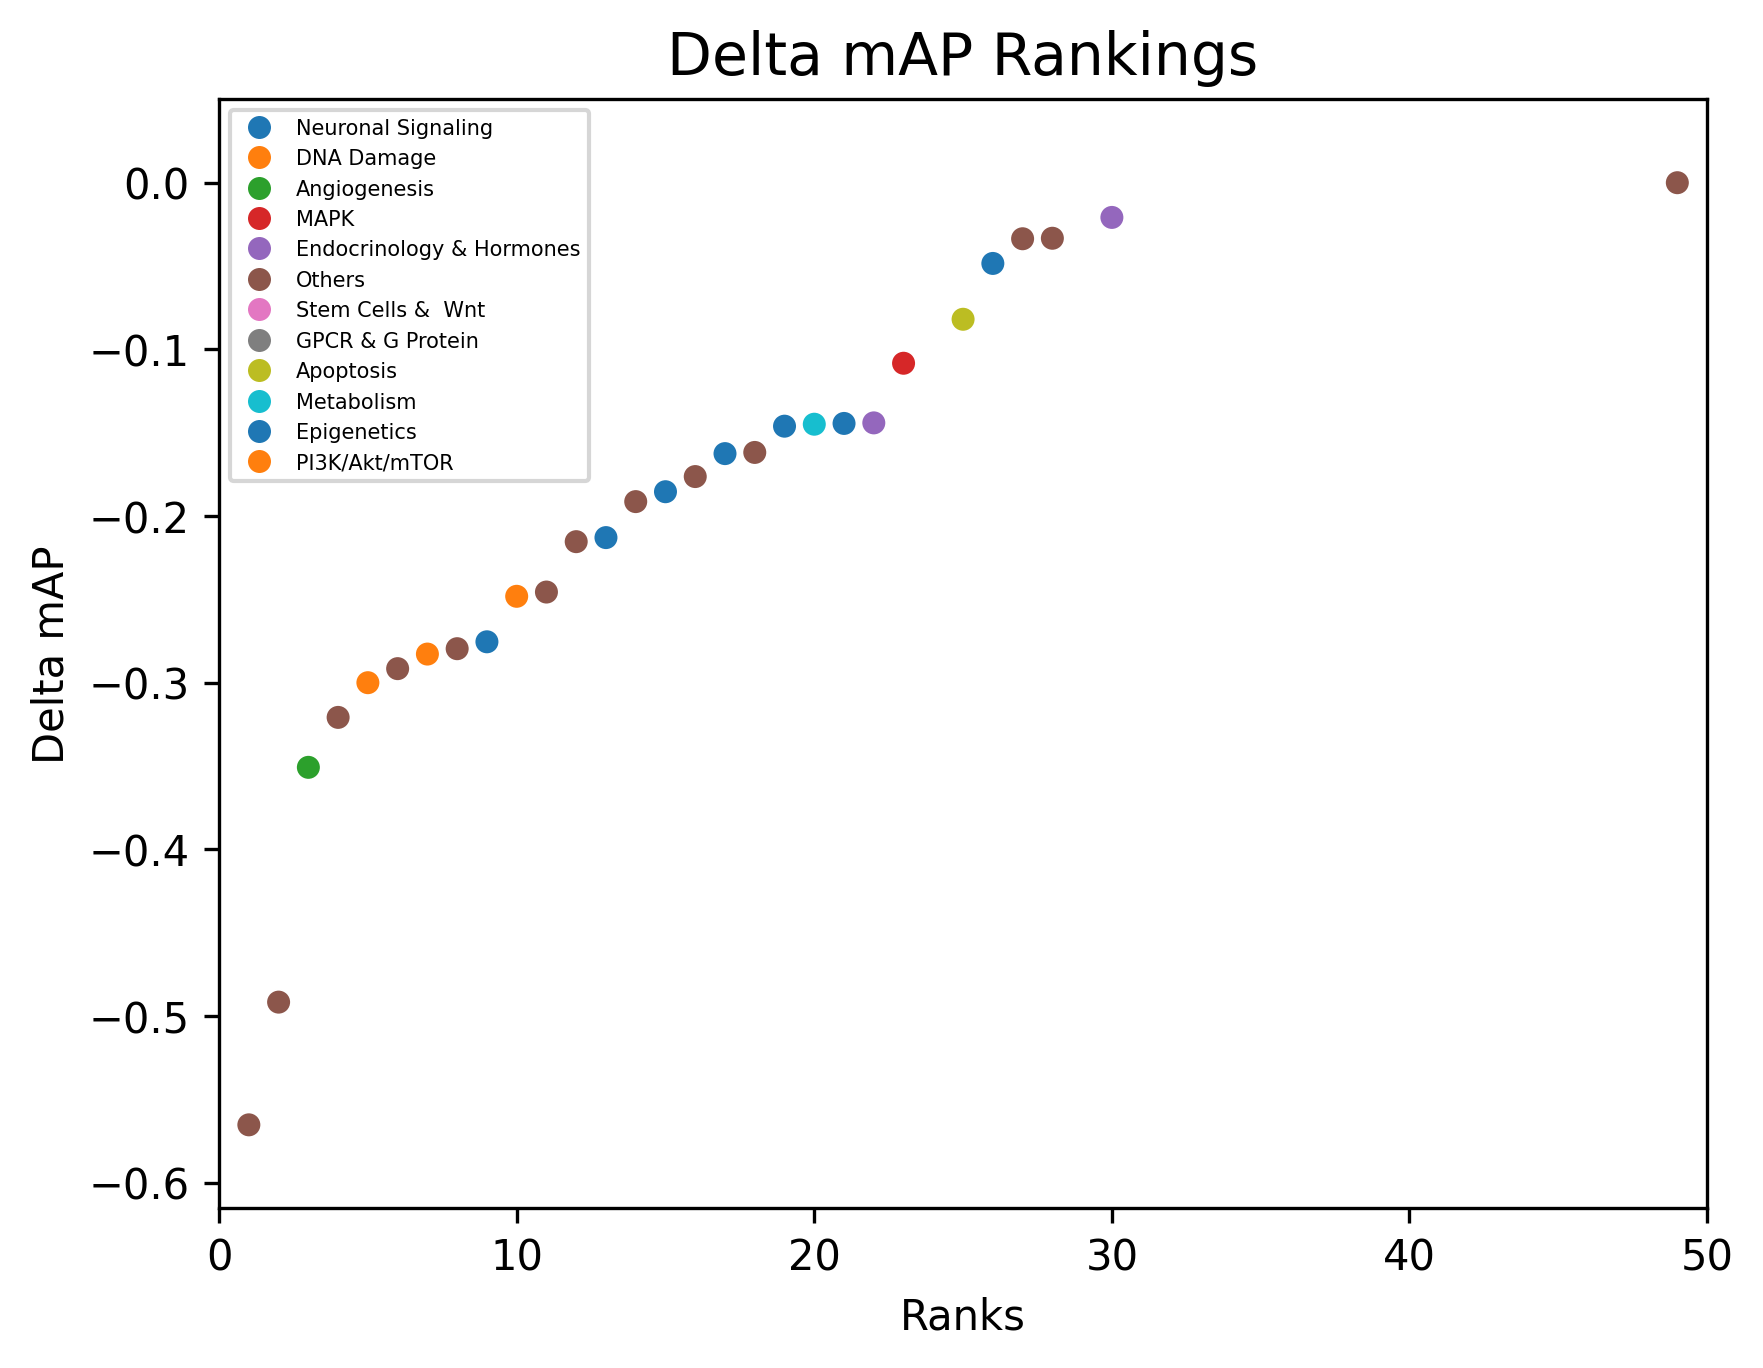 Delta mAP Rankings
Neuronal Signaling
DNA Damage
Angiogenesis
MAPK
Endocrinology & Hormones
Others
Stem Cells &  Wnt
GPCR & G Protein
Apoptosis
Metabolism
Epigenetics
PI3K/Akt/mTOR
0.0
−0.1
−0.2
−0.3
−0.4
−0.5
−0.6
Delta mAP
0 10 20 30 40 50
Ranks